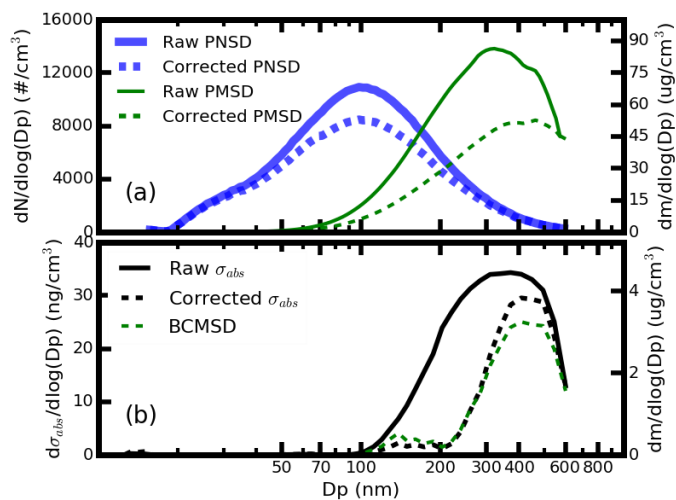 16000
12000
8000
4000
0
dN/dlog(Dp) (#/cm³)
Raw PNSD
Corrected PNSD
Raw PMSD
Corrected PMSD
(a)
90
75
60
45
30
15
0
dm/dlog(Dp) (ug/cm³)
40
30
20
10
0
dσabs/dlog(Dp) (ng/cm³)
Raw σabs
Corrected σabs
BCMSD
(b)
4
2
0
dm/dlog(Dp) (ug/cm³)
50 70 100 200 300 400 600 800
Dp (nm)